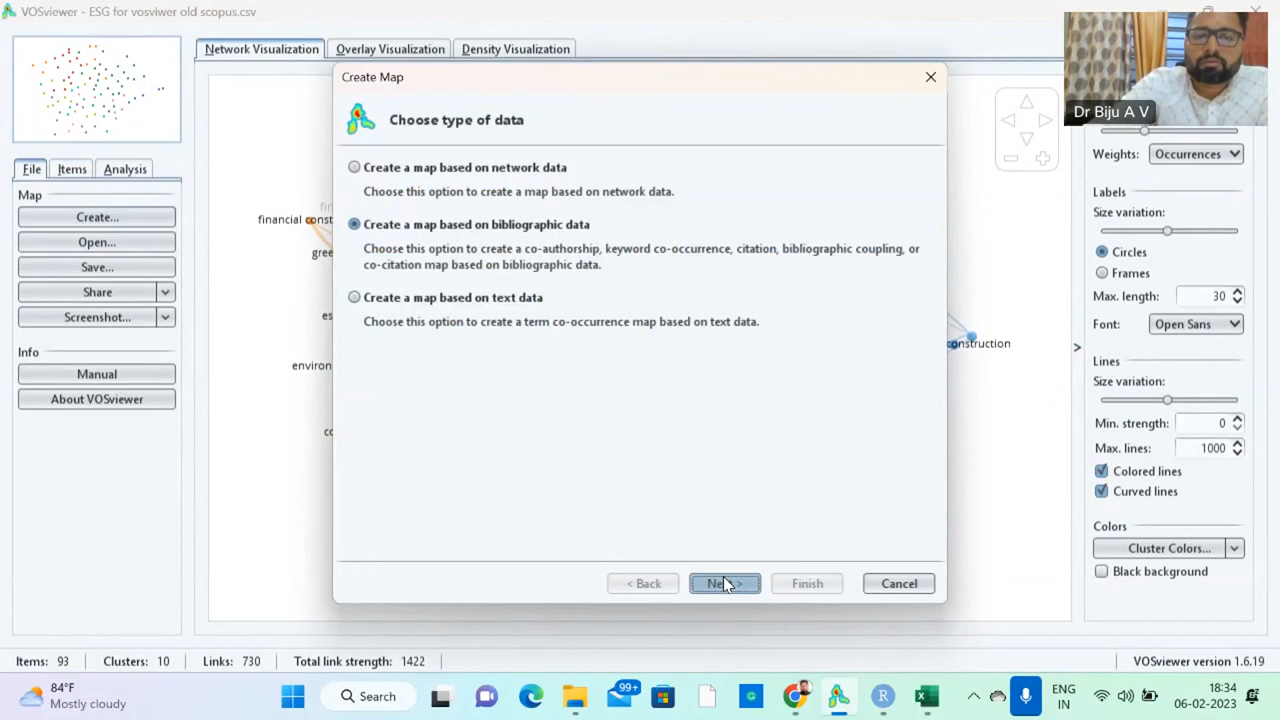 VOSviewer - ESG for vosviwer old scopus.csv
Network Visualization
Overlay Visualization
Density Visualization
Create Map
Choose type of data
Create a map based on network data
Choose this option to create a map based on network data.
Create a map based on bibliographic data
Choose this option to create a co-authorship, keyword co-occurrence, citation, bibliographic coupling, or
co-citation map based on bibliographic data.
Create a map based on text data
Choose this option to create a term co-occurrence map based on text data.
< Back
Finish
Cancel
File
Items
Analysis
Map
Create...
Open...
Save...
Share
Screenshot...
Info
Manual
About VOSviewer
financial const
gree
es
environ
co
construction
Dr Biju A V
Weights:
Occurrences
Labels
Size variation:
Circles
Frames
Max. length:
30
Font:
Open Sans
>
Lines
Size variation:
Min. strength:
0
Max. lines:
1000
Colored lines
Curved lines
Colors
Cluster Colors...
Black background
Items: 93
Clusters: 10
Links: 730
Total link strength: 1422
VOSviewer version 1.6.19
84°F
Mostly cloudy
Search
99+
ENG
IN
18:34
06-02-2023